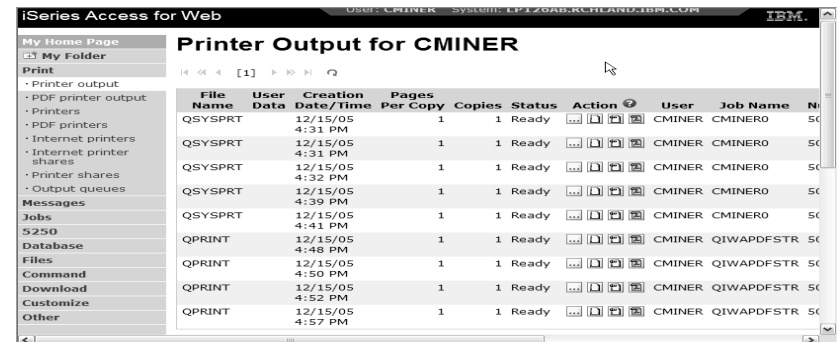 iSeries Access for Web
User: CMINER System: LP126AB.RCHLAND.IBM.COM
IBM.
My Home Page
My Folder
Print
· Printer output
· PDF printer output
· Printers
· PDF printers
· Internet printers
· Internet printer
shares
· Printer shares
· Output queues
Messages
Jobs
5250
Database
Files
Command
Download
Customize
Other
Printer Output for CMINER
[1]
File Name User Data Creation Date/Time Pages Per Copy Copies Status Action ? User Job Name
QSYSPRT 12/15/05 4:31 PM 1 1 Ready ... CMINER CMINER0
QSYSPRT 12/15/05 4:31 PM 1 1 Ready ... CMINER CMINER0
QSYSPRT 12/15/05 4:32 PM 1 1 Ready ... CMINER CMINER0
QSYSPRT 12/15/05 4:39 PM 1 1 Ready ... CMINER CMINER0
QSYSPRT 12/15/05 4:41 PM 1 1 Ready ... CMINER CMINER0
QPRINT 12/15/05 4:48 PM 1 1 Ready ... CMINER QIWAPDFSTR
QPRINT 12/15/05 4:50 PM 1 1 Ready ... CMINER QIWAPDFSTR
QPRINT 12/15/05 4:52 PM 1 1 Ready ... CMINER QIWAPDFSTR
QPRINT 12/15/05 4:57 PM 1 1 Ready ... CMINER QIWAPDFSTR